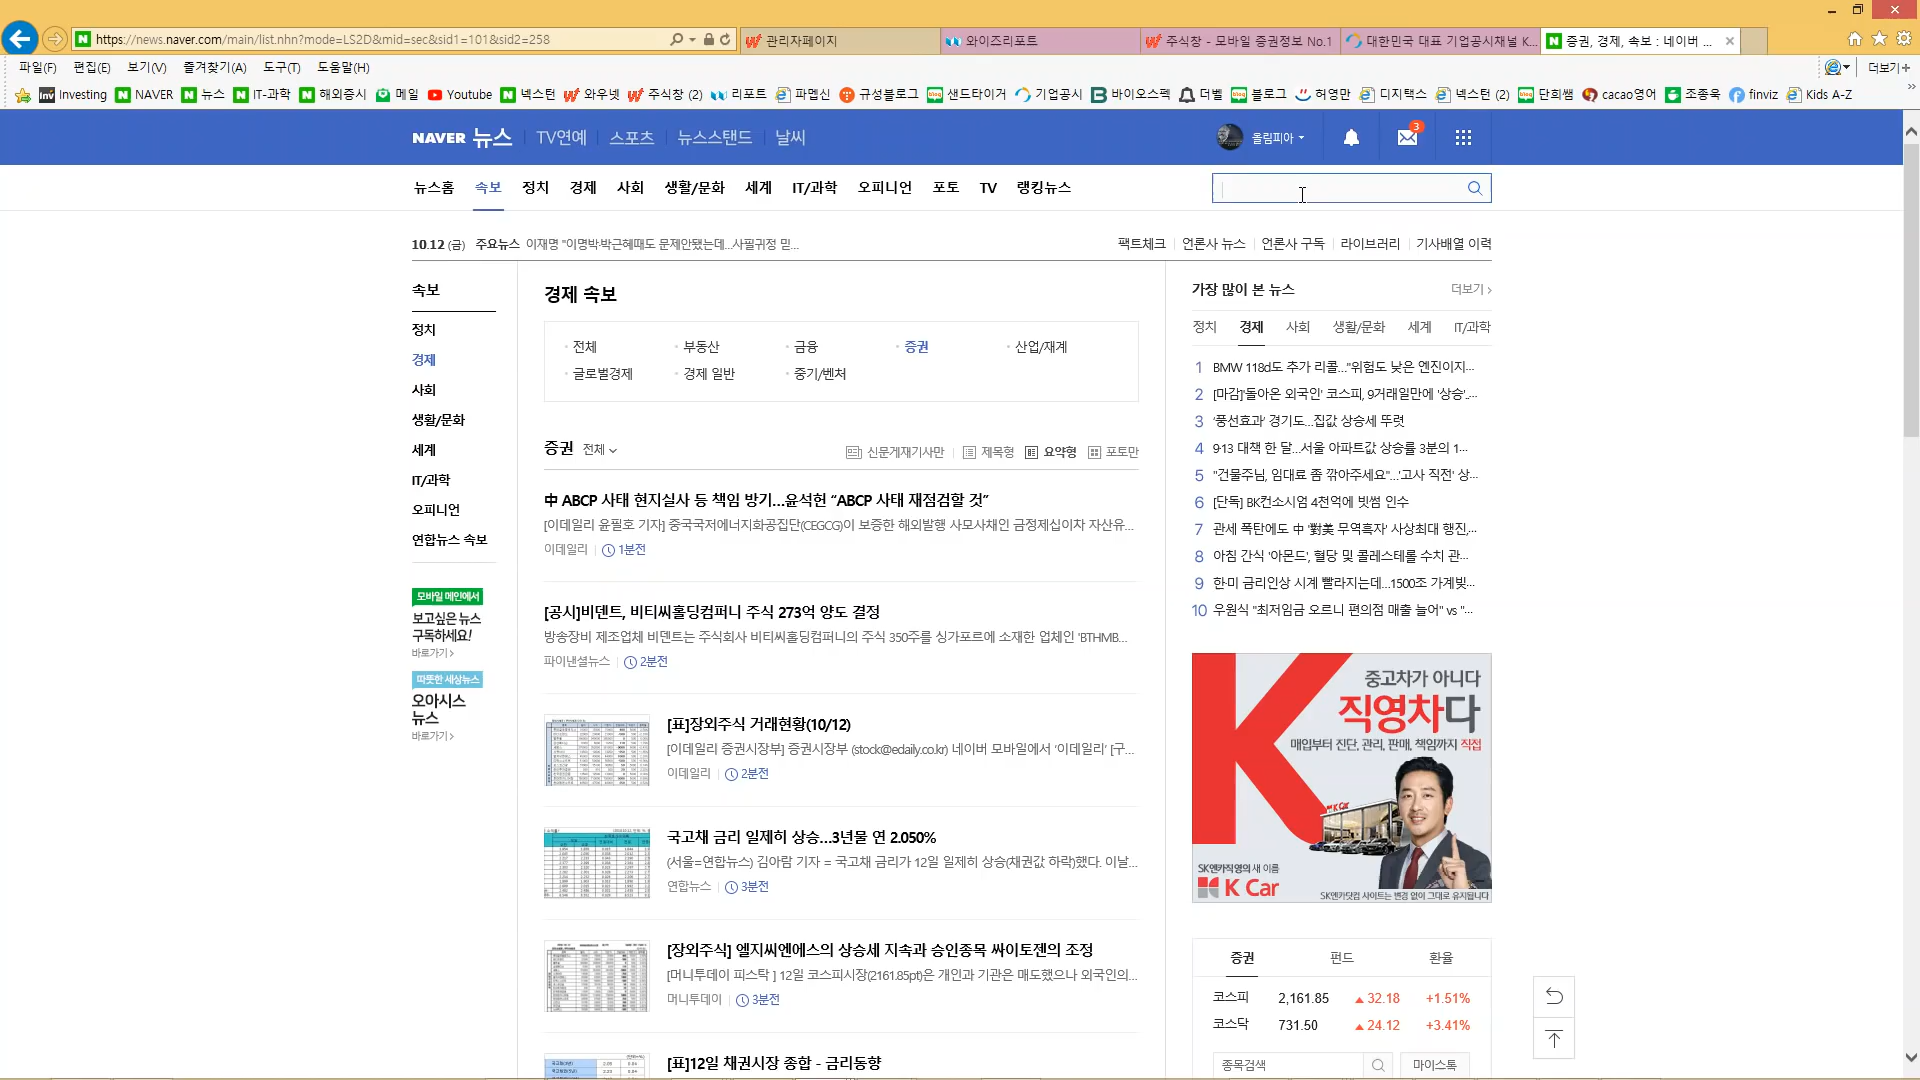 https://news.naver.com/main/list.nhn?mode=LS2D&mid=sec&sid1=101&sid2=258
관리자페이지
와이즈리포트
주식창 - 모바일 증권정보 No.1
대한민국 대표 기업공시채널 K...
증권, 경제, 속보 : 네이버 ...
파일(F) 편집(E) 보기(V) 즐겨찾기(A) 도구(T) 도움말(H)
더보기
Investing NAVER 뉴스 IT-과학 해외증시 메일 Youtube 넥스턴 와우넷 주식창 (2) 리포트 파멥신 규성블로그 샌드타이거 기업공시 바이오스펙 더벨 블로그 허영만 디지택스 넥스턴 (2) 단희쌤 cacao영어 조종욱 finviz Kids A-Z
NAVER 뉴스 TV연예 스포츠 뉴스스탠드 날씨
올림피아
3
뉴스홈 속보 정치 경제 사회 생활/문화 세계 IT/과학 오피니언 포토 TV 랭킹뉴스
10.12 (금) 주요뉴스 이재명 "이명박·박근혜때도 문제안됐는데...사필귀정 믿...
팩트체크 언론사 뉴스 언론사 구독 라이브러리 기사배열 이력
속보
정치
경제
사회
생활/문화
세계
IT/과학
오피니언
연합뉴스 속보
모바일 메인에서
보고싶은 뉴스
구독하세요!
바로가기 >
따뜻한 세상뉴스
오아시스
뉴스
바로가기 >
경제 속보
전체 부동산 금융 증권 산업/재계
글로벌경제 경제 일반 중기/벤처
증권 전체
신문게재기사만 제목형 요약형 포토만
中 ABCP 사태 현지실사 등 책임 방기...윤석헌 “ABCP 사태 재점검할 것”
[이데일리 윤필호 기자] 중국국저에너지화공집단(CEGCG)이 보증한 해외발행 사모사채인 금정제십이차 자산유...
이데일리 1분전
[공시]비덴트, 비티씨홀딩컴퍼니 주식 273억 양도 결정
방송장비 제조업체 비덴트는 주식회사 비티씨홀딩컴퍼니의 주식 350주를 싱가포르에 소재한 업체인 'BTHMB...
파이낸셜뉴스 2분전
[표]장외주식 거래현황(10/12)
[이데일리 증권시장부] 증권시장부 (stock@edaily.co.kr) 네이버 모바일에서 ‘이데일리’ [구...
이데일리 2분전
국고채 금리 일제히 상승...3년물 연 2.050%
(서울=연합뉴스) 김아람 기자 = 국고채 금리가 12일 일제히 상승(채권값 하락)했다. 이날...
연합뉴스 3분전
[장외주식] 엘지씨엔에스의 상승세 지속과 승인종목 싸이토젠의 조정
[머니투데이 피스탁 ] 12일 코스피시장(2161.85pt)은 개인과 기관은 매도했으나 외국인의...
머니투데이 3분전
[표]12일 채권시장 종합 - 금리동향
가장 많이 본 뉴스 더보기 >
정치 경제 사회 생활/문화 세계 IT/과학
1 BMW 118d도 추가 리콜..."위험도 낮은 엔진이지...
2 [마감]'돌아온 외국인' 코스피, 9거래일만에 '상승'...
3 '풍선효과' 경기도...집값 상승세 뚜렷
4 9·13 대책 한 달...서울 아파트값 상승률 3분의 1...
5 "건물주님, 임대료 좀 깎아주세요"...'고사 직전' 상...
6 [단독] BK컨소시엄 4천억에 빗썸 인수
7 관세 폭탄에도 中 '對美 무역흑자' 사상최대 행진,...
8 아침 간식 '아몬드', 혈당 및 콜레스테롤 수치 관...
9 한·미 금리인상 시계 빨라지는데...1500조 가계빚...
10 우원식 "최저임금 오르니 편의점 매출 늘어" vs "...
중고차가 아니다
직영차다
매입부터 진단, 관리, 판매, 책임까지 직접
K Car
SK엔카직영의 새 이름
K Car
SK엔카닷컴 사이트는 변경 없이 그대로 유지됩니다
증권 펀드 환율
코스피 2,161.85 ▲ 32.18 +1.51%
코스닥 731.50 ▲ 24.12 +3.41%
종목검색 마이스톡